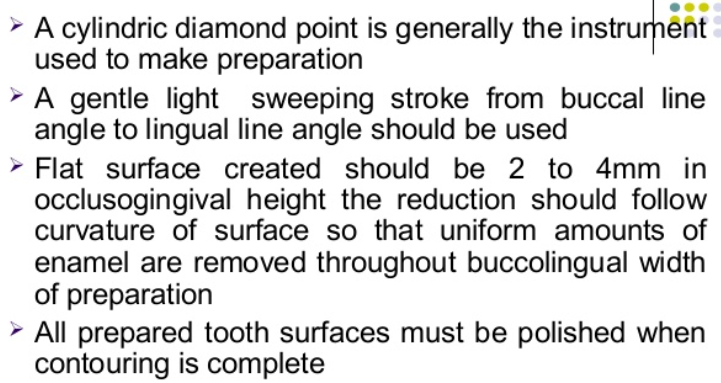 A cylindric diamond point is generally the instrument
used to make preparation
A gentle light sweeping stroke from buccal line
angle to lingual line angle should be used
Flat surface created should be 2 to 4mm in
occlusogingival height the reduction should follow
curvature of surface so that uniform amounts of
enamel are removed throughout buccolingual width
of preparation
All prepared tooth surfaces must be polished when
contouring is complete